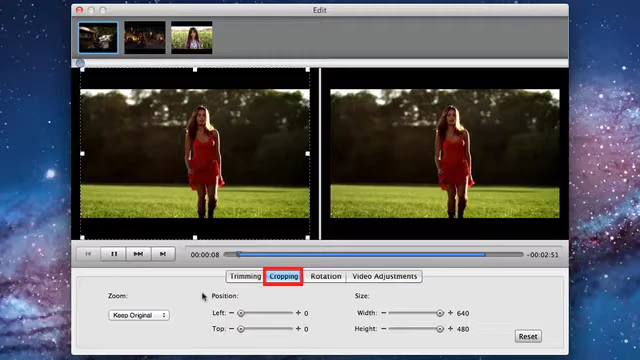 Edit
00:00:08
-00:02:51
Trimming Cropping Rotation Video Adjustments
Zoom: Position: Size:
Keep Original Left: 0 Width: 640
Top: 0 Height: 480
Reset